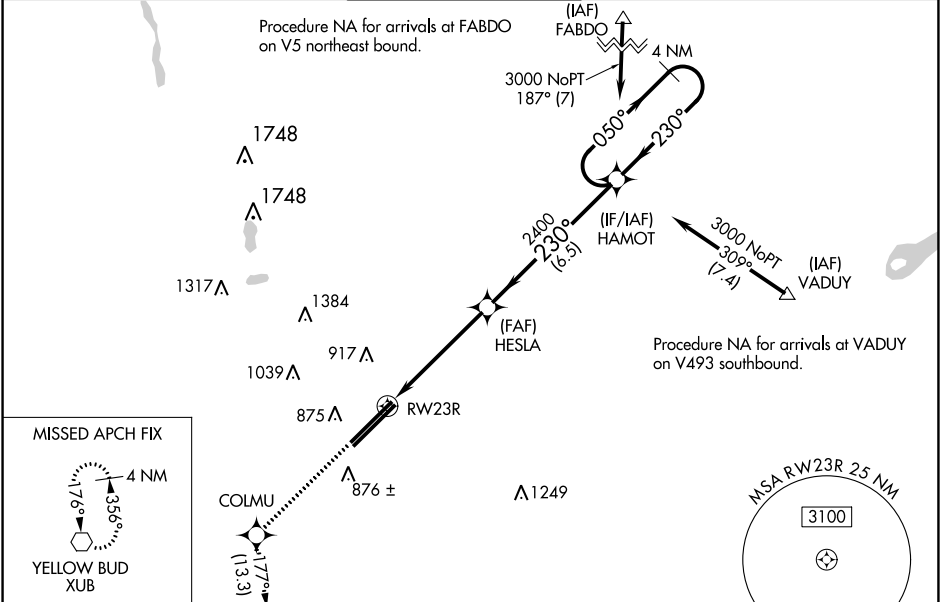 Procedure NA for arrivals at FABDO
on V5 northeast bound.
(IAF)
FABDO
4 NM
3000 NoPT
187° (7)
050°
230°
1748
1748
(IF/IAF)
HAMOT
2400
230°
(6.5)
3000 NoPT
309°
(7.4)
(IAF)
VADUY
1317
1384
(FAF)
HESLA
Procedure NA for arrivals at VADUY
on V493 southbound.
917
1039
875
RW23R
MISSED APCH FIX
4 NM
176°
356°
YELLOW BUD
XUB
876 ±
1249
COLMU
177°
(13.3)
MSA RW23R 25 NM
3100